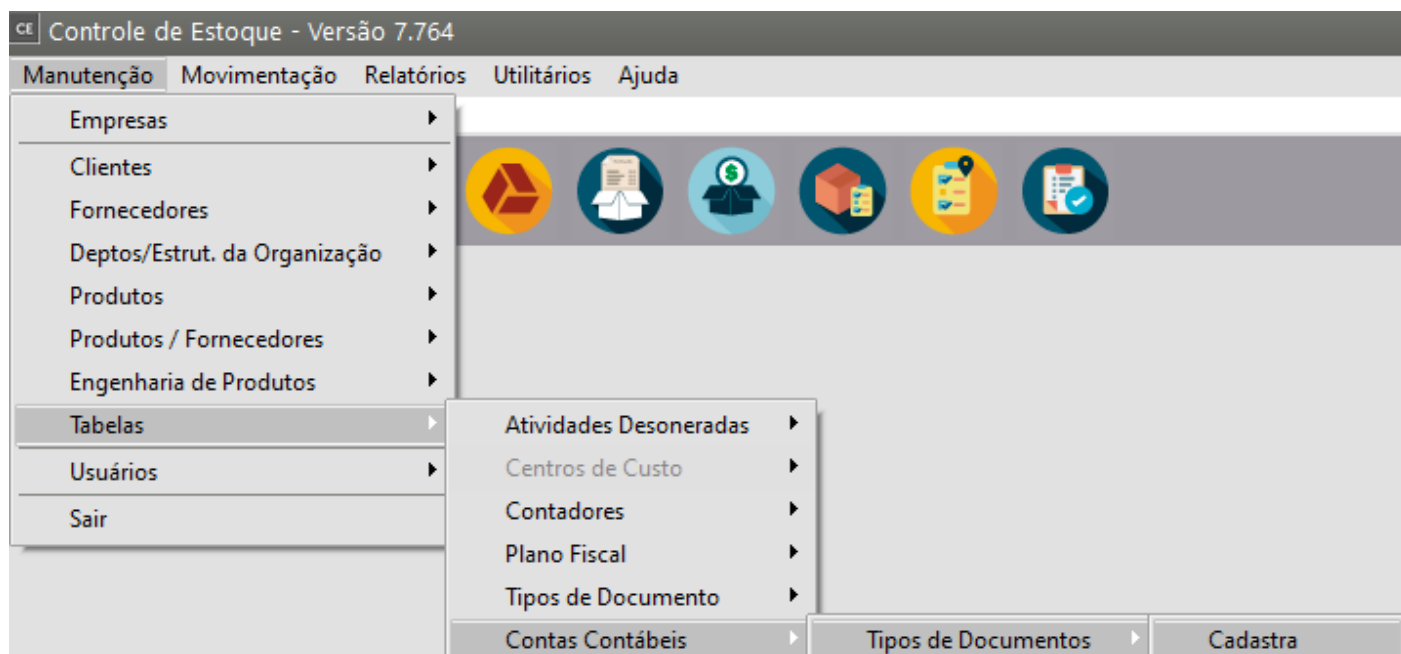 CE Controle de Estoque - Versão 7.764
Manutenção Movimentação Relatórios Utilitários Ajuda
Empresas
Clientes
Fornecedores
Deptos/Estrut. da Organização
Produtos
Produtos / Fornecedores
Engenharia de Produtos
Tabelas
Usuários
Sair
Atividades Desoneradas
Centros de Custo
Contadores
Plano Fiscal
Tipos de Documento
Contas Contábeis
Tipos de Documentos
Cadastra